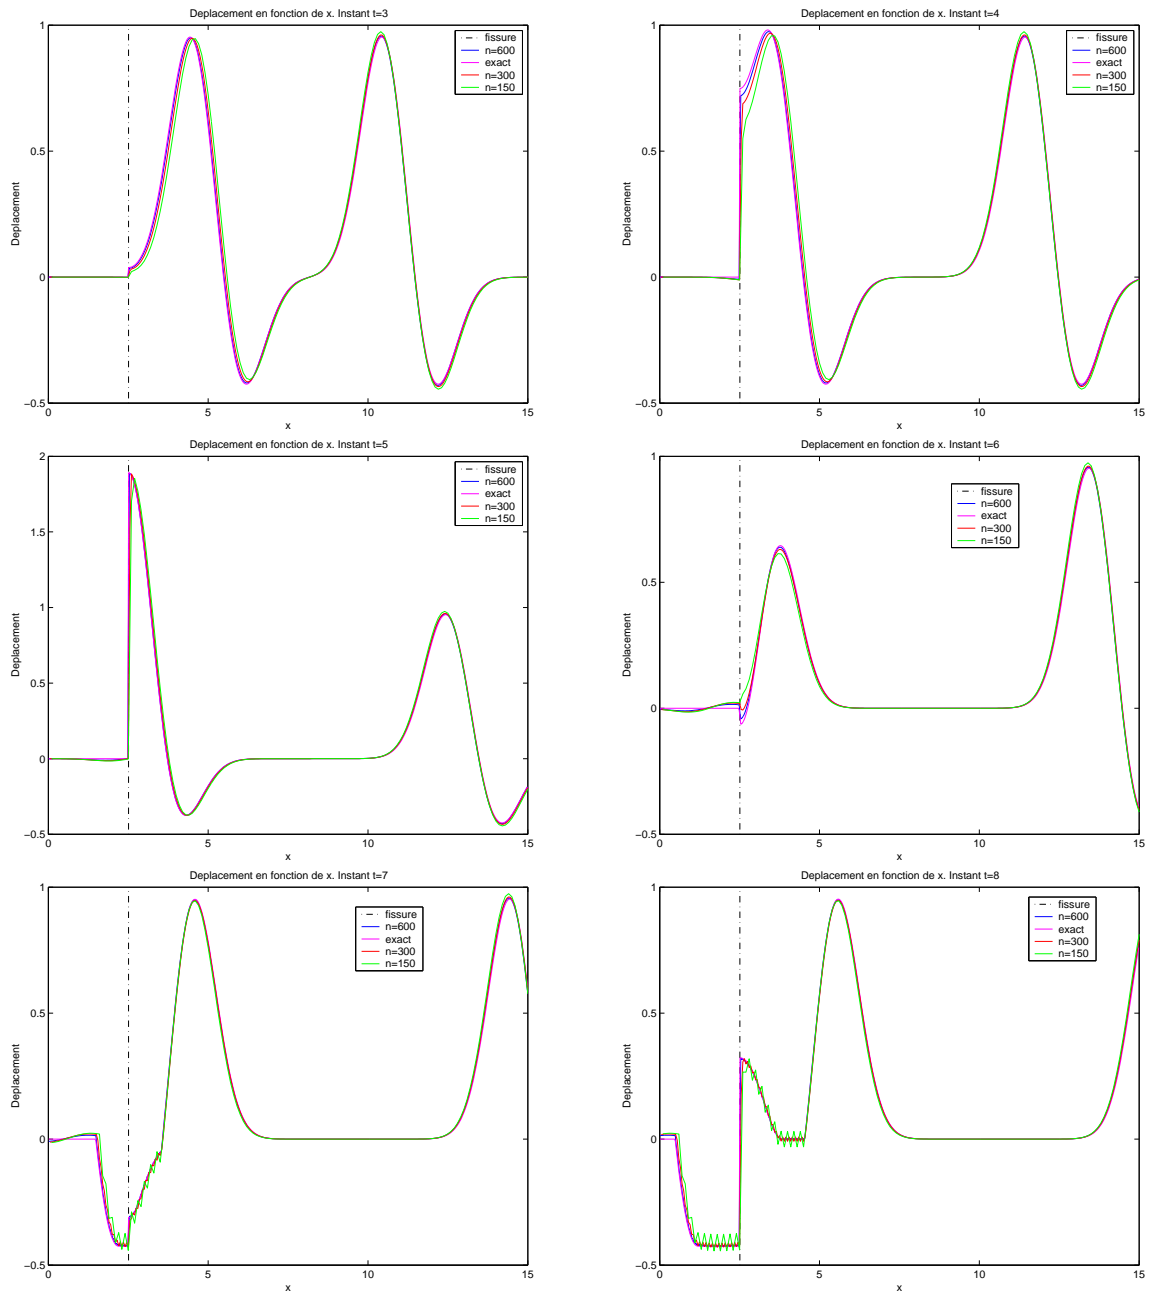 Deplacement en fonction de x. Instant t=3
1
0.5
0
−0.5
0
5
10
15
Deplacement
x
fissure
n=600
exact
n=300
n=150
Deplacement en fonction de x. Instant t=4
1
0.5
0
−0.5
0
5
10
15
Deplacement
x
fissure
n=600
exact
n=300
n=150
Deplacement en fonction de x. Instant t=5
2
1.5
1
0.5
0
−0.5
0
5
10
15
Deplacement
x
fissure
n=600
exact
n=300
n=150
Deplacement en fonction de x. Instant t=6
1
0.5
0
−0.5
0
5
10
15
Deplacement
x
fissure
n=600
exact
n=300
n=150
Deplacement en fonction de x. Instant t=7
1
0.5
0
−0.5
0
5
10
15
Deplacement
x
fissure
n=600
exact
n=300
n=150
Deplacement en fonction de x. Instant t=8
1
0.5
0
−0.5
0
5
10
15
Deplacement
x
fissure
n=600
exact
n=300
n=150